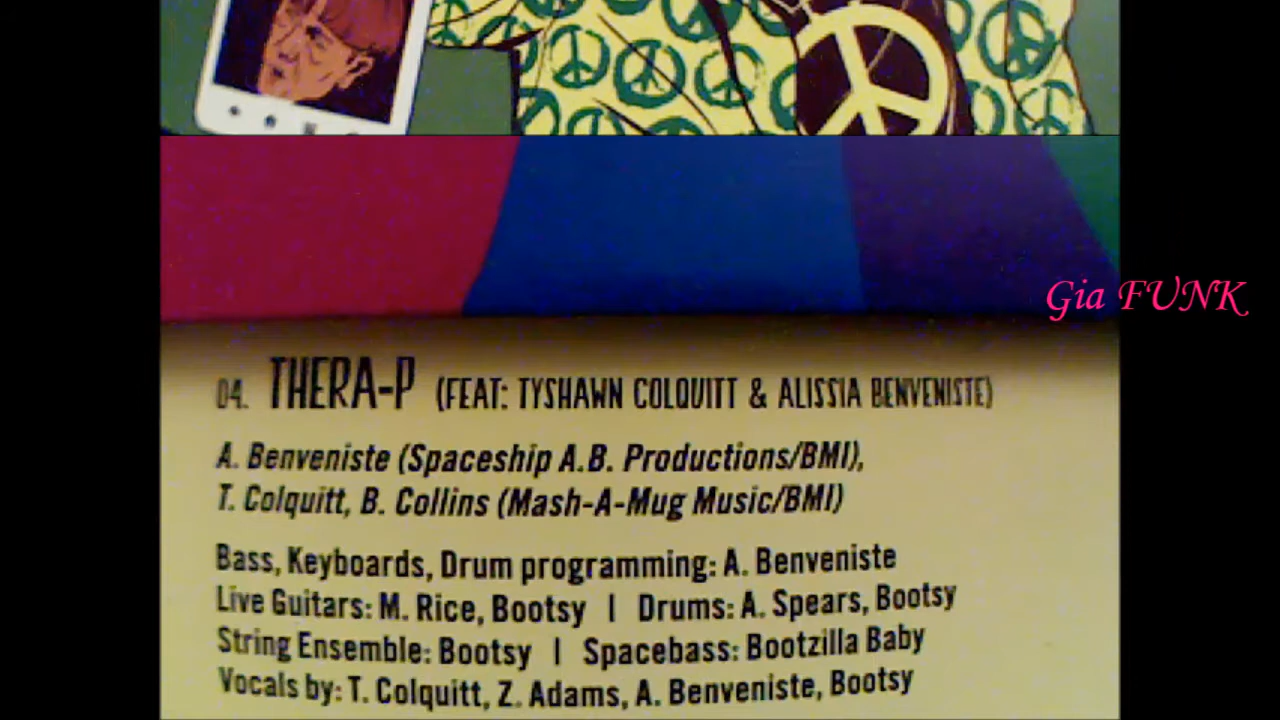 Gia FUNK
04. THERA-P (FEAT: TYSHAWN COLQUITT & ALISSIA BENVENISTE)
A. Benveniste (Spaceship A.B. Productions/BMI),
T. Colquitt, B. Collins (Mash-A-Mug Music/BMI)
Bass, Keyboards, Drum programming: A. Benveniste
Live Guitars: M. Rice, Bootsy | Drums: A. Spears, Bootsy
String Ensemble: Bootsy | Spacebass: Bootzilla Baby
Vocals by: T. Colquitt, Z. Adams, A. Benveniste, Bootsy